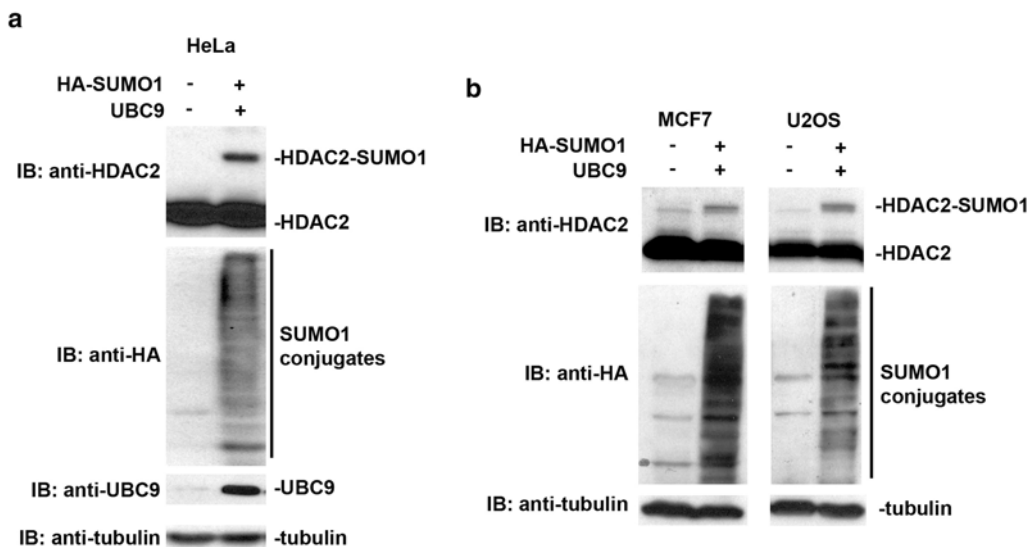 a
HeLa
HA-SUMO1 - +
UBC9 - +
IB: anti-HDAC2
-HDAC2-SUMO1
-HDAC2
IB: anti-HA
SUMO1
conjugates
IB: anti-UBC9
-UBC9
IB: anti-tubulin
-tubulin
b
MCF7 U2OS
HA-SUMO1 - + - +
UBC9 - + - +
IB: anti-HDAC2
-HDAC2-SUMO1
-HDAC2
IB: anti-HA
SUMO1
conjugates
IB: anti-tubulin
-tubulin